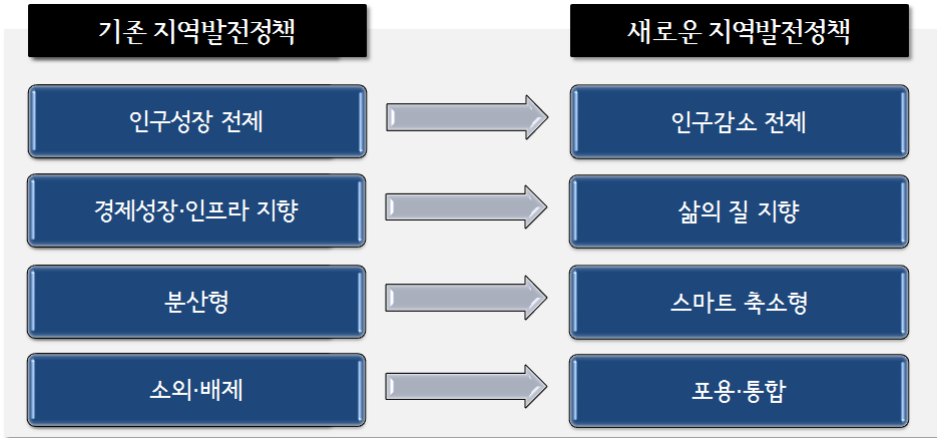 기존 지역발전정책
새로운 지역발전정책
인구성장 전제
인구감소 전제
경제성장·인프라 지향
삶의 질 지향
분산형
스마트 축소형
소외·배제
포용·통합